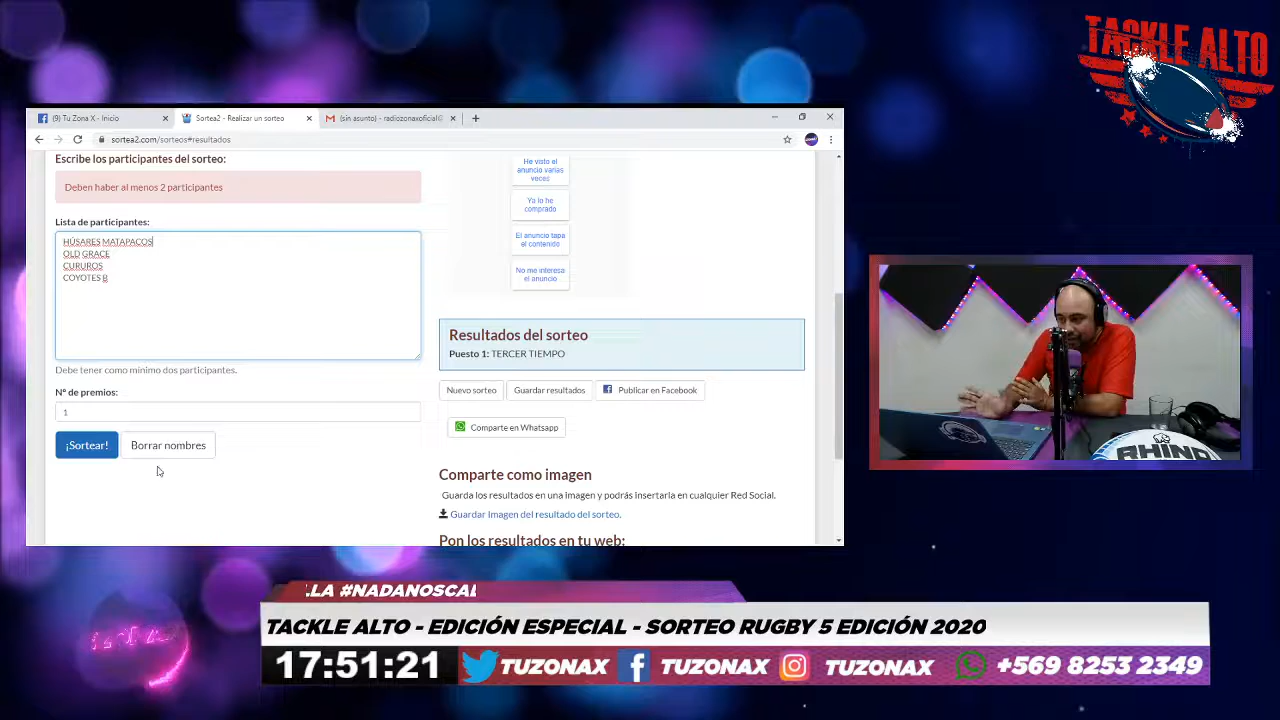 TACKLE ALTO
(9) Tu Zona X - Inicio
Sortea2 - Realizar un sorteo
(sin asunto) - radiozonaxoficial@
sortea2.com/sorteos#resultados
Escribe los participantes del sorteo:
Deben haber al menos 2 participantes
Lista de participantes:
HÚSARES MATAPACOS
OLD GRACE
CURUROS
COYOTES B
Debe tener como mínimo dos participantes.
Nº de premios:
1
¡Sortear!
Borrar nombres
He visto el
anuncio varias
veces
Ya lo he
comprado
El anuncio tapa
el contenido
No me interesa
el anuncio
Resultados del sorteo
Puesto 1: TERCER TIEMPO
Nuevo sorteo
Guardar resultados
Publicar en Facebook
Comparte en Whatsapp
Comparte como imagen
Guarda los resultados en una imagen y podrás insertarla en cualquier Red Social.
Guardar Imagen del resultado del sorteo.
Pon los resultados en tu web:
RHINO
LA #NADANOSCAL
TACKLE ALTO - EDICIÓN ESPECIAL - SORTEO RUGBY 5 EDICIÓN 2020
17:51:21
TUZONAX
TUZONAX
TUZONAX
+569 8253 2349